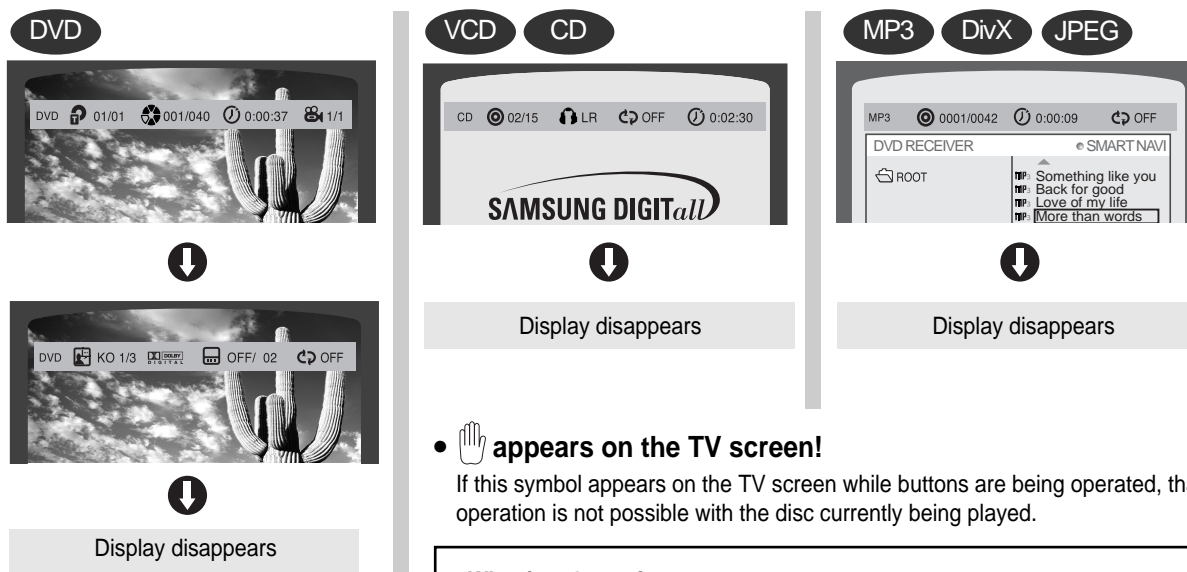 DVD
DVD 01/01 001/040 0:00:37 1/1
DVD KO 1/3 DOLBY DIGITAL OFF/ 02 OFF
Display disappears
VCD CD
CD 02/15 LR OFF 0:02:30
SAMSUNG DIGITall
Display disappears
MP3 DivX JPEG
MP3 0001/0042 0:00:09 OFF
DVD RECEIVER SMART NAVI
ROOT
Something like you
Back for good
Love of my life
More than words
Display disappears
• appears on the TV screen!
If this symbol appears on the TV screen while buttons are being operated,
operation is not possible with the disc currently being played.